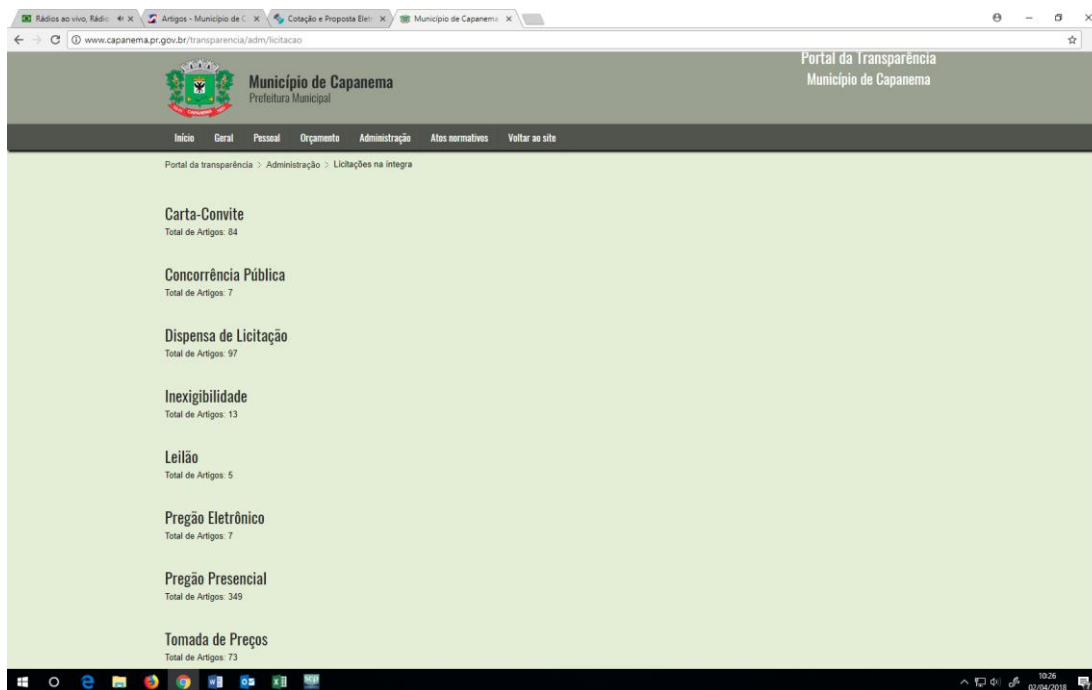 Rádios ao vivo, Rádio
Artigos - Município de C
Cotação e Proposta Eletr
Município de Capanema
www.capanema.pr.gov.br/transparencia/adm/licitacao
Município de Capanema
Prefeitura Municipal
Portal da Transparência
Município de Capanema
Início Geral Pessoal Orçamento Administração Atos normativos Voltar ao site
Portal da transparência > Administração > Licitações na íntegra
Carta-Convite
Total de Artigos: 84
Concorrência Pública
Total de Artigos: 7
Dispensa de Licitação
Total de Artigos: 97
Inexigibilidade
Total de Artigos: 13
Leilão
Total de Artigos: 5
Pregão Eletrônico
Total de Artigos: 7
Pregão Presencial
Total de Artigos: 349
Tomada de Preços
Total de Artigos: 73
scp
10:26
02/04/2018